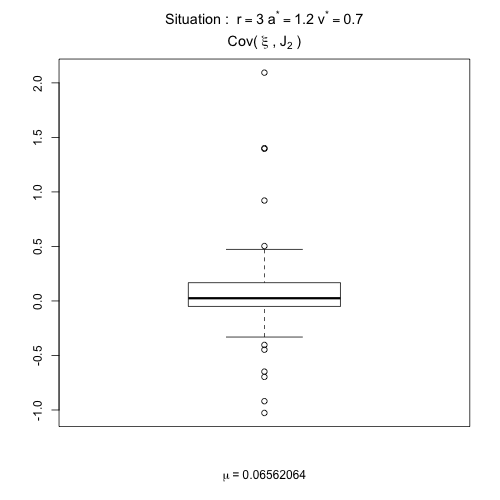 Situation : r = 3 a* = 1.2 v* = 0.7
Cov( ξ , J₂ )
2.0
1.5
1.0
0.5
0.0
-0.5
-1.0
μ = 0.06562064